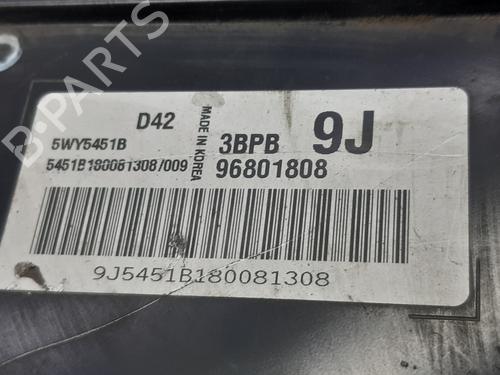 D42
5WY5451B
5451B180081308/009
MADE IN KOREA
3BPB 9J
96801808
9J5451B180081308
B-PARTS